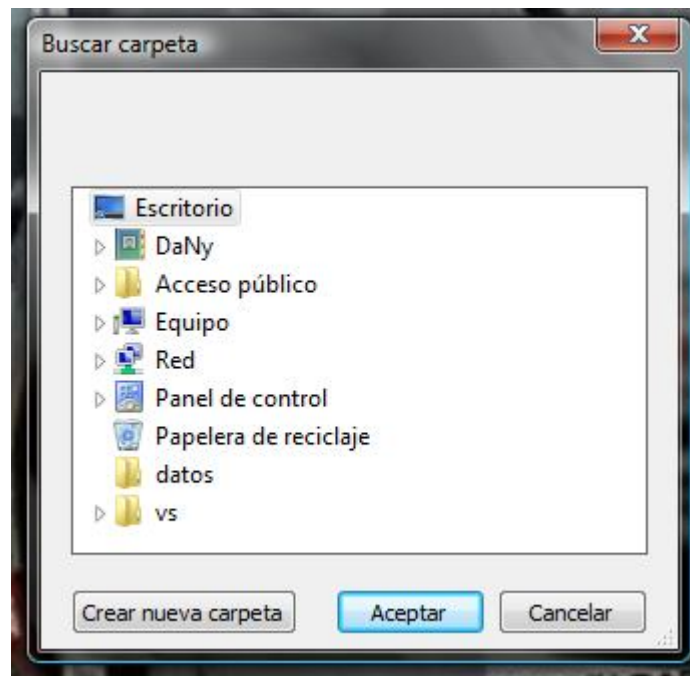 Buscar carpeta
Escritorio
DaNy
Acceso público
Equipo
Red
Panel de control
Papelera de reciclaje
datos
vs
Crear nueva carpeta Aceptar Cancelar